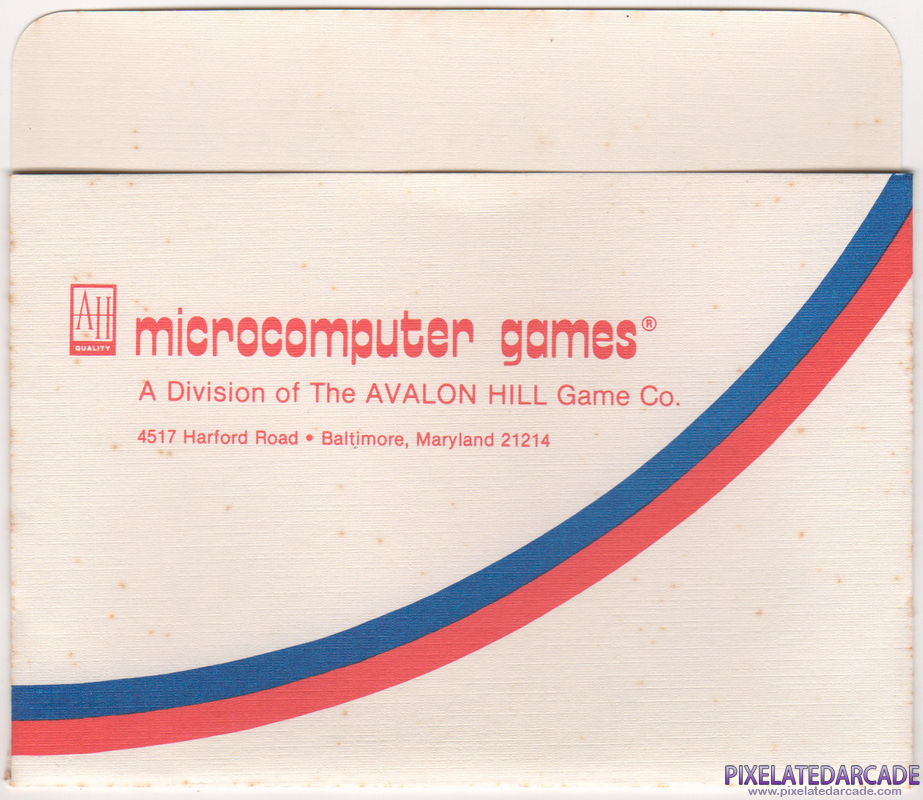 AH
QUALITY
microcomputer games®
A Division of The AVALON HILL Game Co.
4517 Harford Road • Baltimore, Maryland 21214
PIXELATEDARCADE
www.pixelatedarcade.com